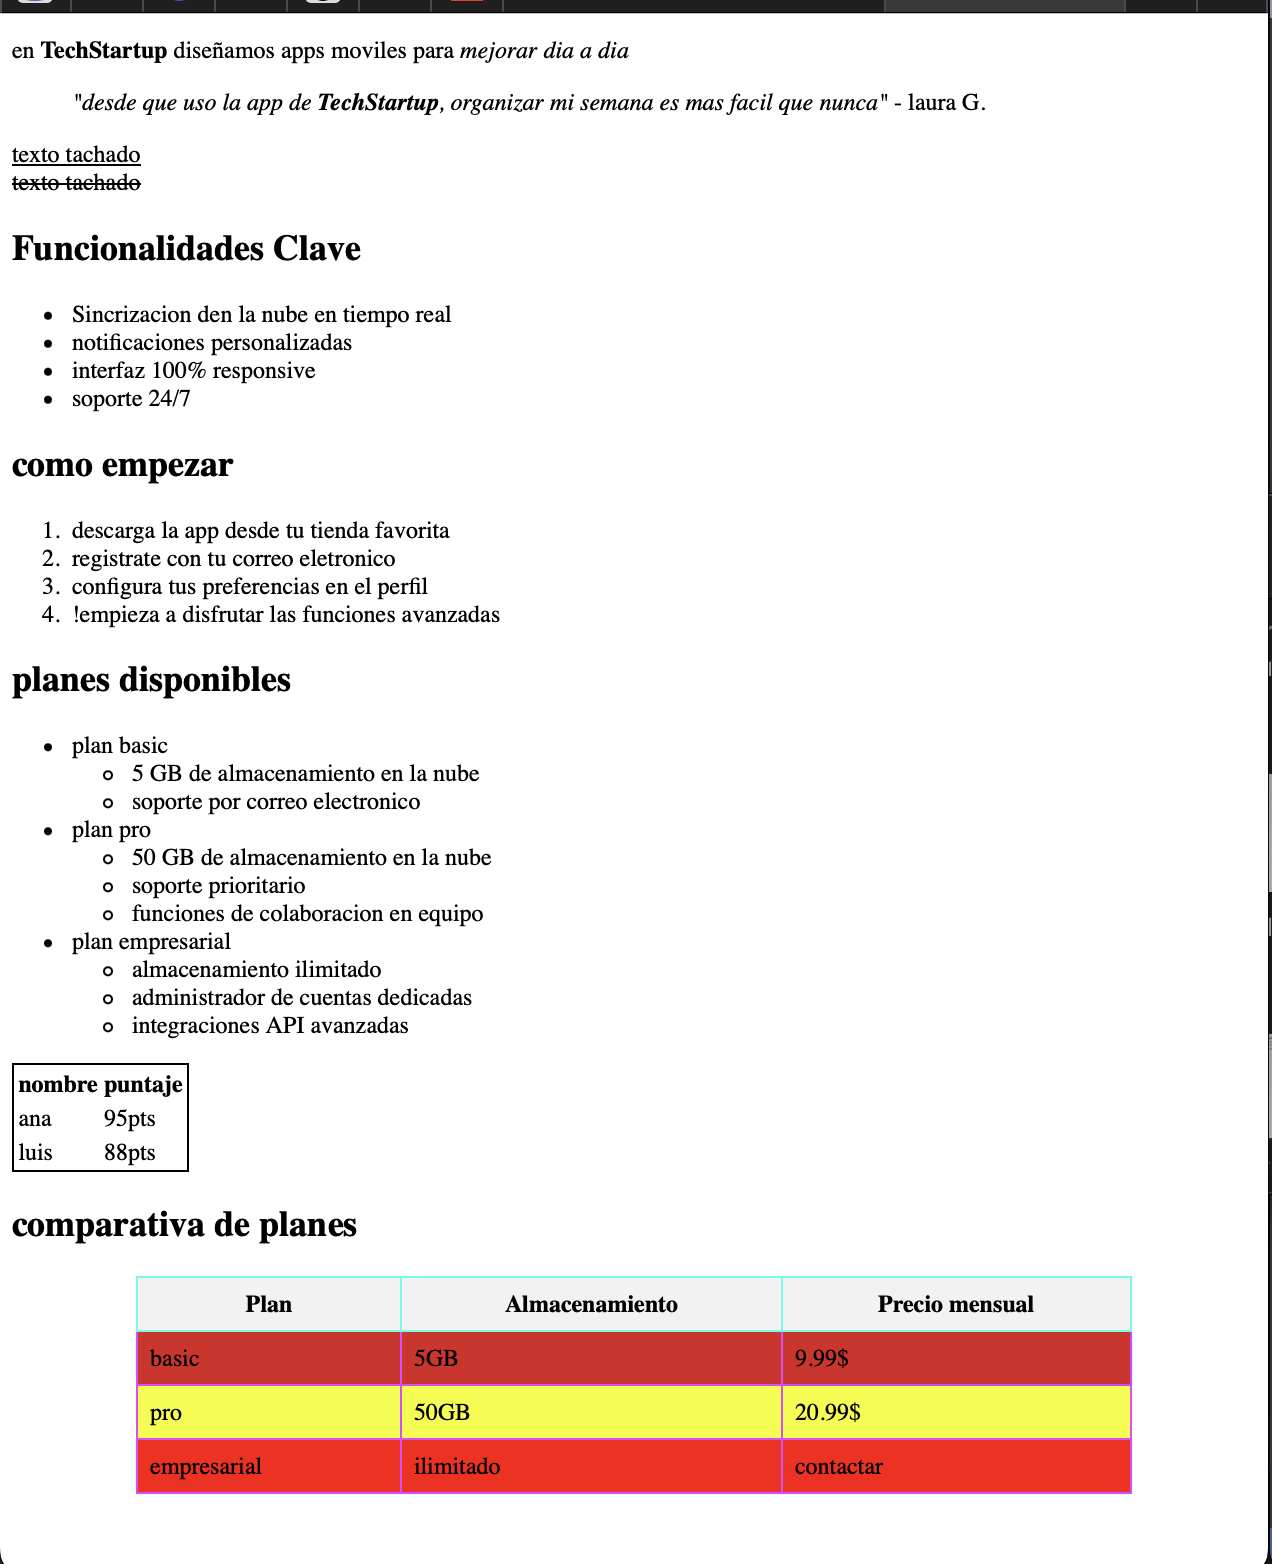 en TechStartup diseñamos apps moviles para mejorar dia a dia
"desde que uso la app de TechStartup, organizar mi semana es mas facil que nunca" - laura G.
texto tachado
texto tachado
Funcionalidades Clave
Sincrizacion den la nube en tiempo real
notificaciones personalizadas
interfaz 100% responsive
soporte 24/7
como empezar
1. descarga la app desde tu tienda favorita
2. registrate con tu correo eletronico
3. configura tus preferencias en el perfil
4. !empieza a disfrutar las funciones avanzadas
planes disponibles
plan basic
5 GB de almacenamiento en la nube
soporte por correo electronico
plan pro
50 GB de almacenamiento en la nube
soporte prioritario
funciones de colaboracion en equipo
plan empresarial
almacenamiento ilimitado
administrador de cuentas dedicadas
integraciones API avanzadas
nombre puntaje
ana 95pts
luis 88pts
comparativa de planes
Plan Almacenamiento Precio mensual
basic 5GB 9.99$
pro 50GB 20.99$
empresarial ilimitado contactar